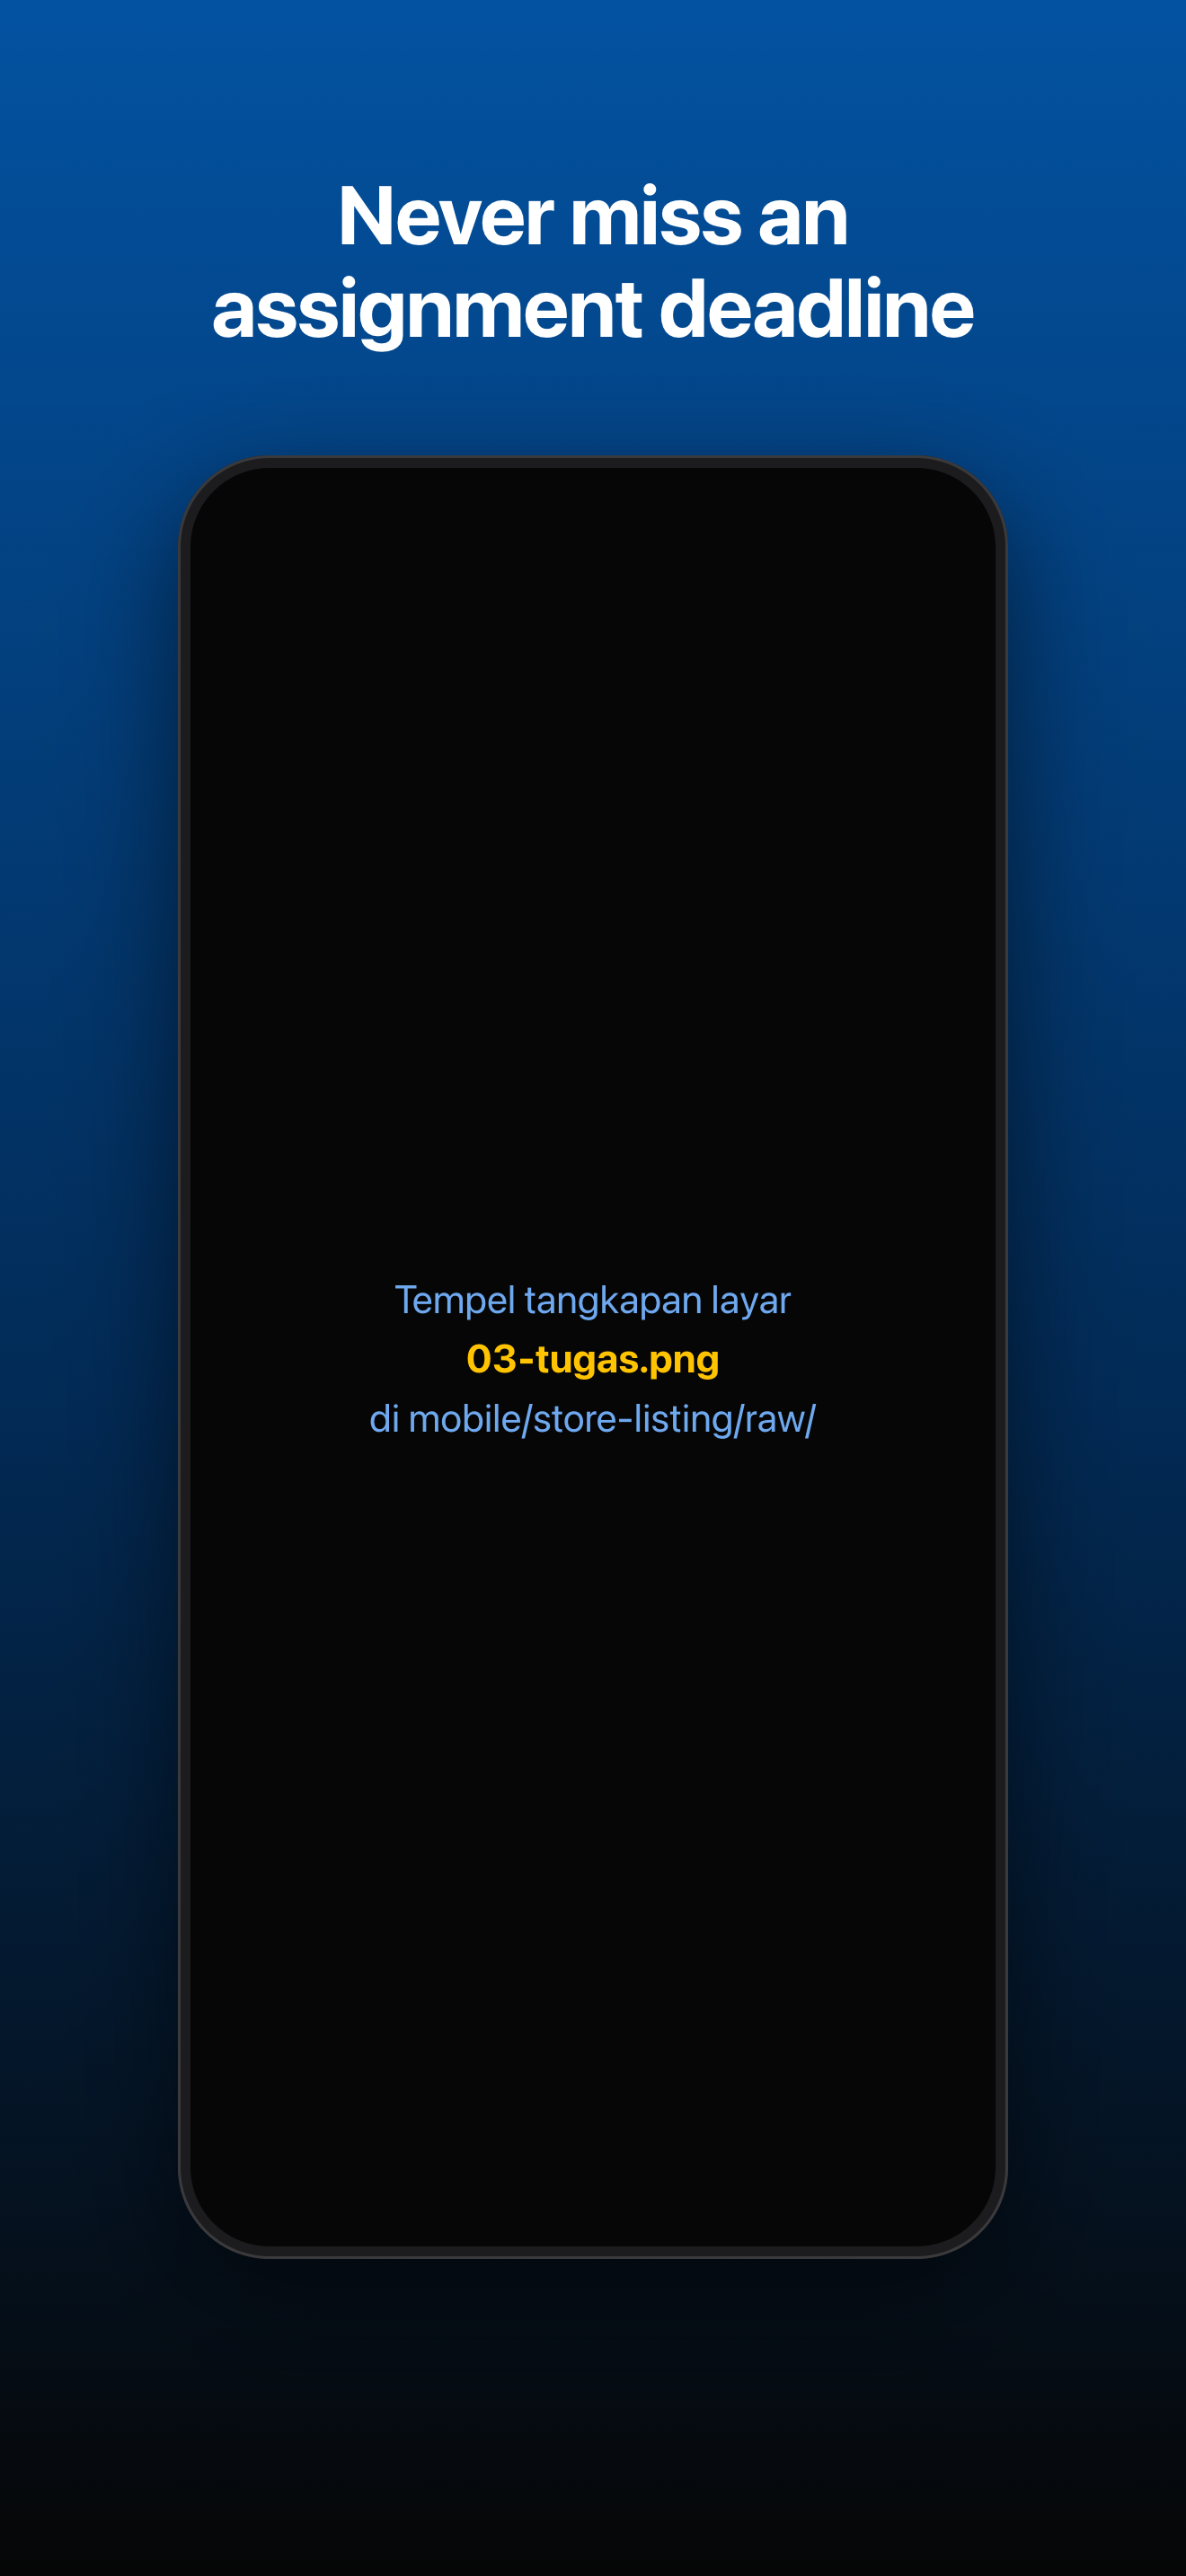 Never miss an
assignment deadline
Tempel tangkapan layar
03-tugas.png
di mobile/store-listing/raw/